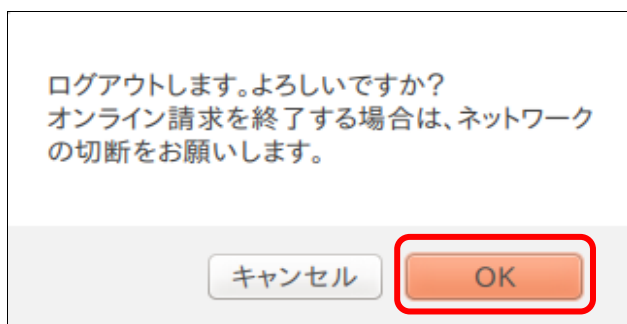 ログアウトします。よろしいですか?
オンライン請求を終了する場合は、ネットワーク
の切断をお願いします。
キャンセル OK